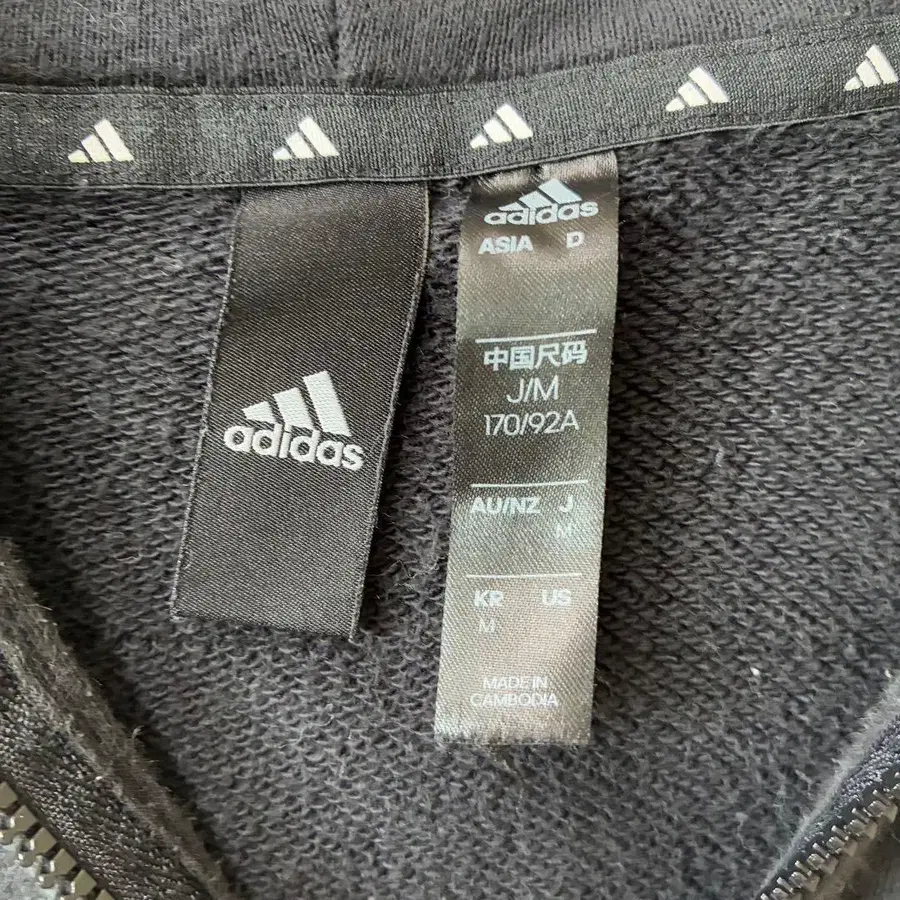 adidas
adidas
ASIA D
中国尺码
J/M
170/92A
AU/NZ J
M
KR US
M
MADE IN
CAMBODIA